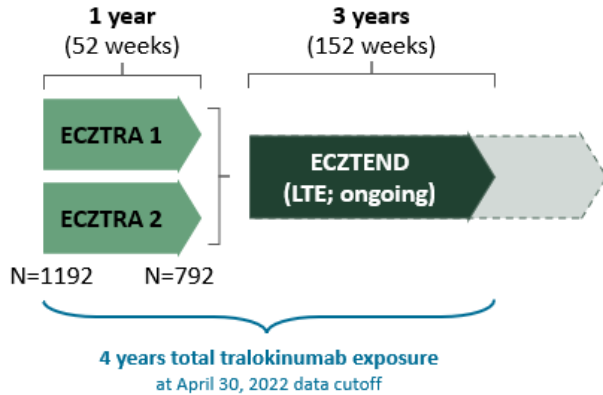 1 year
(52 weeks)
3 years
(152 weeks)
ECZTRA 1
ECZTRA 2
ECZTEND
(LTE; ongoing)
N=1192
N=792
4 years total tralokinumab exposure
at April 30, 2022 data cutoff